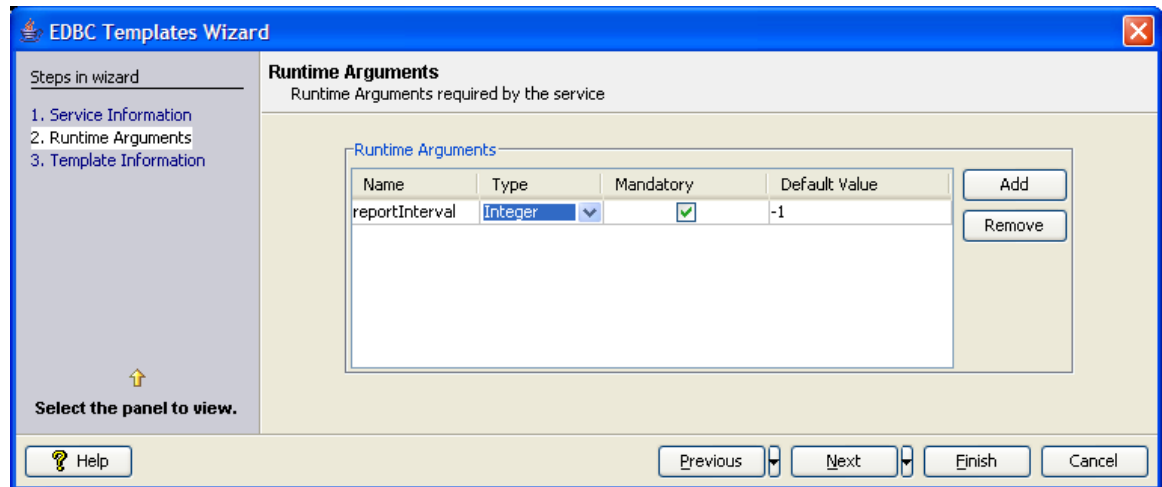 EDBC Templates Wizard
Steps in wizard
1. Service Information
2. Runtime Arguments
3. Template Information
Select the panel to view.
Runtime Arguments
Runtime Arguments required by the service
Runtime Arguments
Name Type Mandatory Default Value
reportInterval Integer -1
Add
Remove
Help
Previous Next Finish Cancel